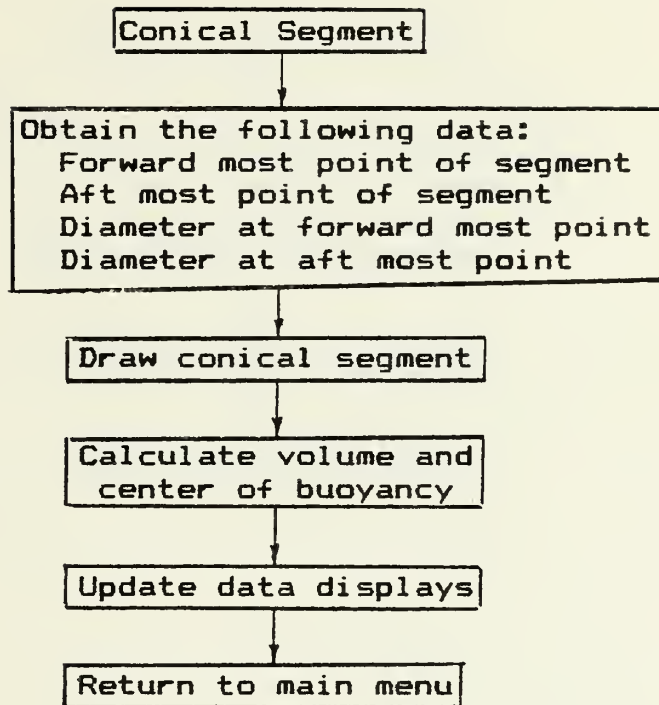 Conical Segment
Obtain the following data:
Forward most point of segment
Aft most point of segment
Diameter at forward most point
Diameter at aft most point
Draw conical segment
Calculate volume and
center of buoyancy
Update data displays
Return to main menu